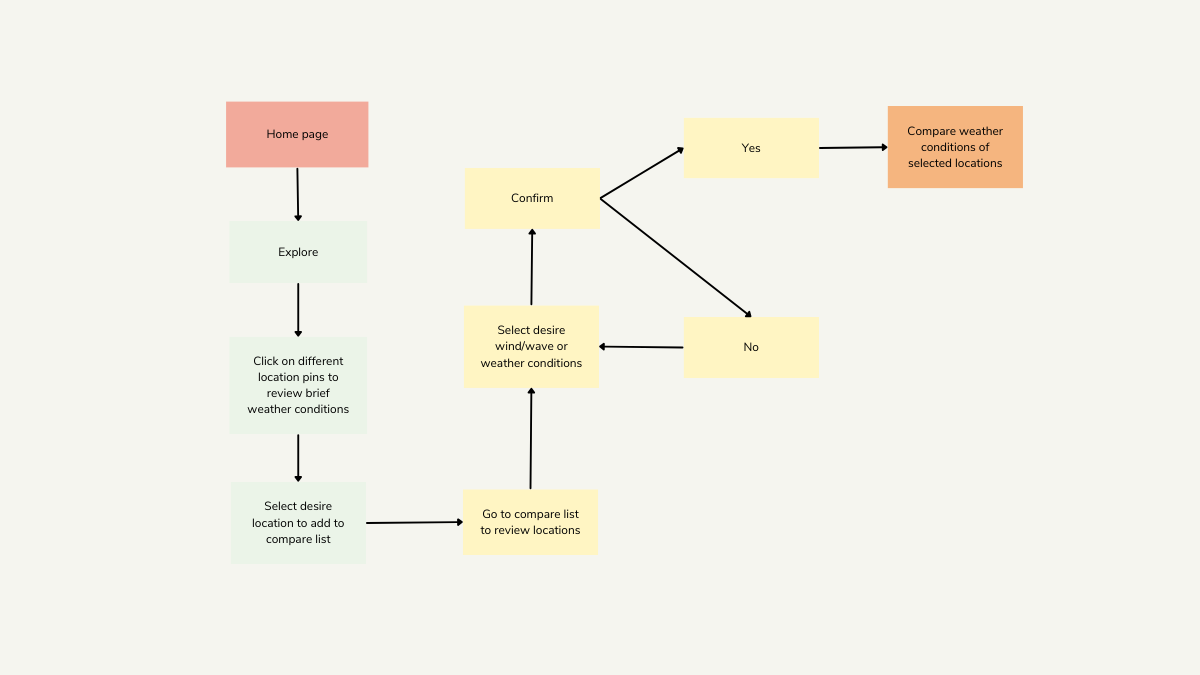 Home page
Explore
Click on different
location pins to
review brief
weather conditions
Select desire
location to add to
compare list
Go to compare list
to review locations
Select desire
wind/wave or
weather conditions
Confirm
Yes
No
Compare weather
conditions of
selected locations